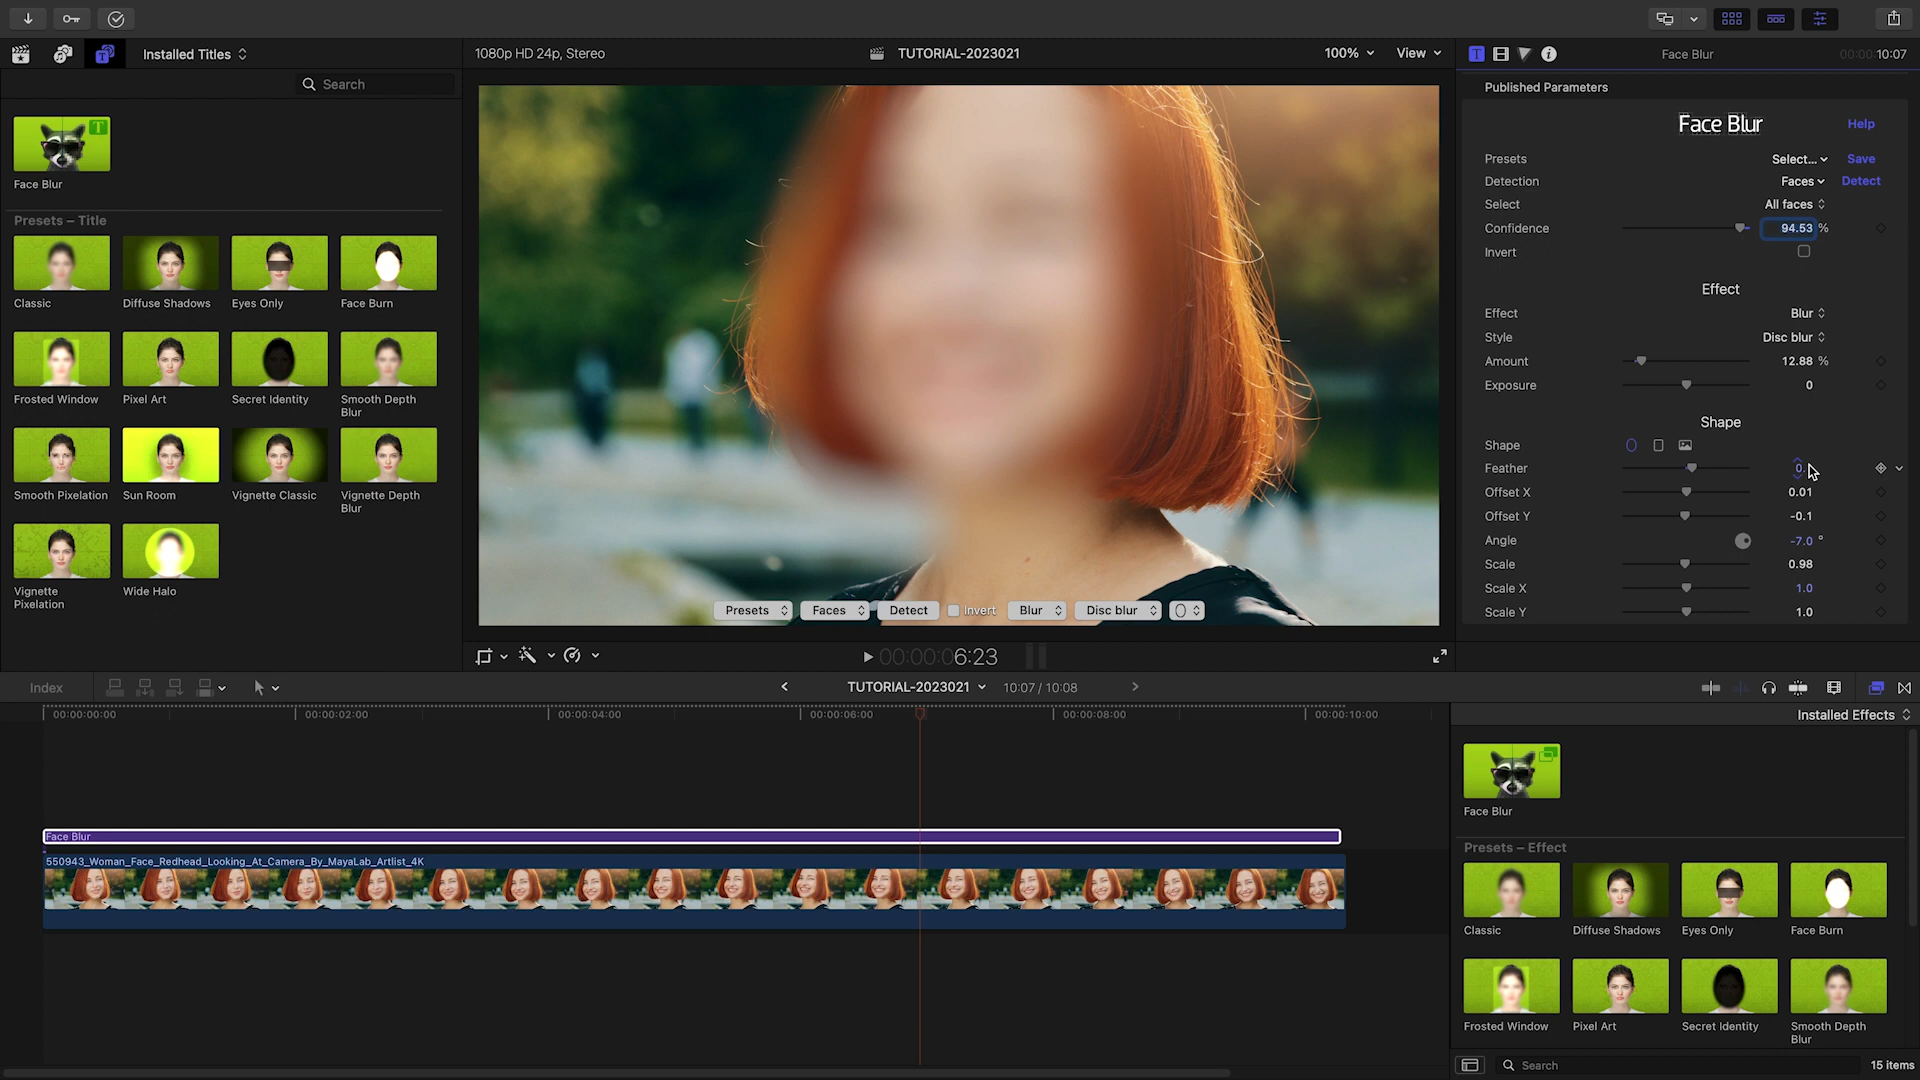 Installed Titles
1080p HD 24p, Stereo
TUTORIAL-2023021
100%
View
Face Blur
00:00:10:07
Search
Published Parameters
Face Blur
Help
Face Blur
Presets
Select...
Save
Detection
Faces
Detect
Select
All faces
Confidence
94.53 %
Invert
Effect
Effect
Blur
Style
Disc blur
Amount
12.88 %
Exposure
0
Shape
Shape
Feather
0.
Offset X
0.01
Offset Y
-0.1
Angle
-7.0 °
Scale
0.98
Scale X
1.0
Scale Y
1.0
Presets – Title
Classic
Diffuse Shadows
Eyes Only
Face Burn
Frosted Window
Pixel Art
Secret Identity
Smooth Depth
Blur
Smooth Pixelation
Sun Room
Vignette Classic
Vignette Depth
Blur
Vignette
Pixelation
Wide Halo
Presets
Faces
Detect
Invert
Blur
Disc blur
00:00:06:23
Index
TUTORIAL-2023021
10:07 / 10:08
00:00:00:00
00:00:02:00
00:00:04:00
00:00:06:00
00:00:08:00
00:00:10:00
Face Blur
550943_Woman_Face_Redhead_Looking_At_Camera_By_MayaLab_Artlist_4K
Installed Effects
Face Blur
Presets – Effect
Classic
Diffuse Shadows
Eyes Only
Face Burn
Frosted Window
Pixel Art
Secret Identity
Smooth Depth
Blur
Search
15 items